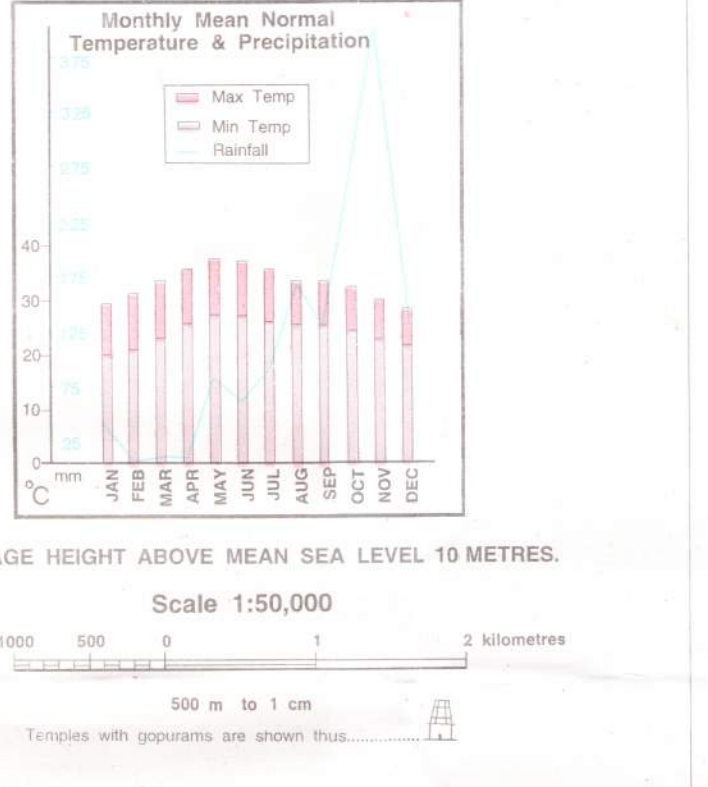 Monthly Mean Normal
Temperature & Precipitation
Max Temp
Min Temp
Rainfall
375
325
275
225
175
125
75
25
40
30
20
10
0
°C
mm
JAN
FEB
MAR
APR
MAY
JUN
JUL
AUG
SEP
OCT
NOV
DEC
HEIGHT ABOVE MEAN SEA LEVEL 10 METRES.
Scale 1:50,000
1000 500 0 1 2 kilometres
500 m to 1 cm
Temples with gopurams are shown thus..............